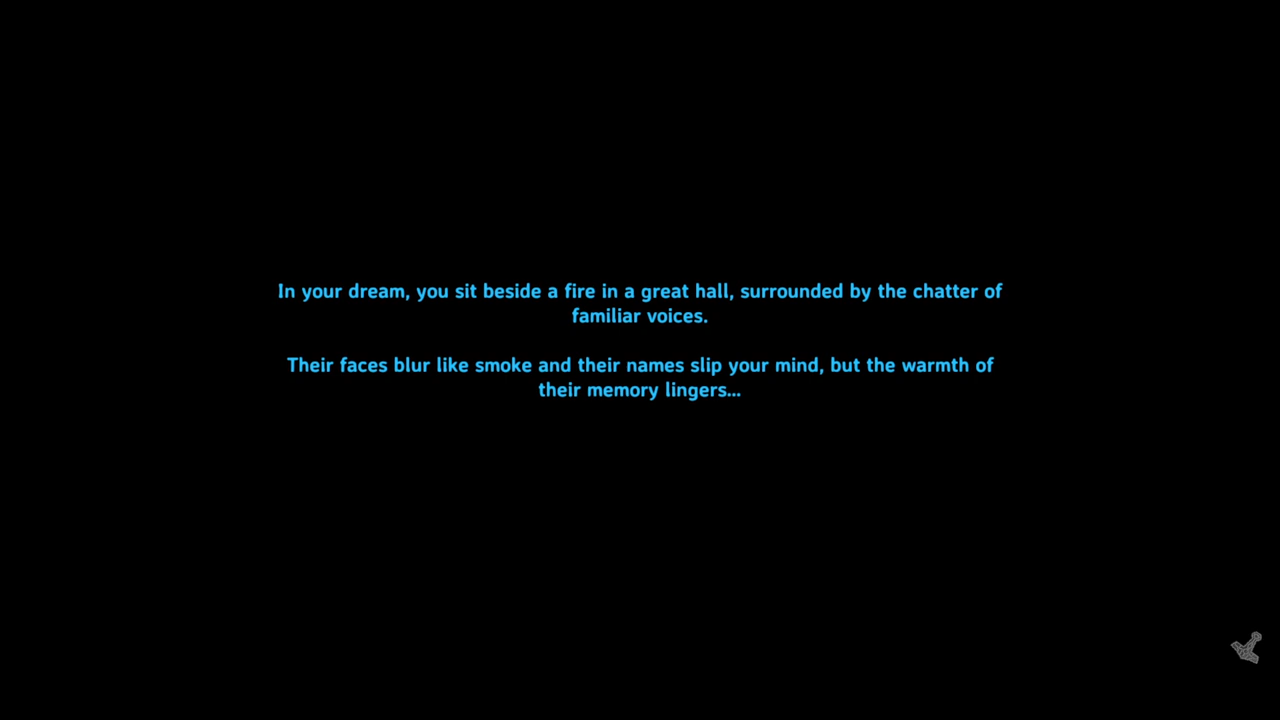 In your dream, you sit beside a fire in a great hall, surrounded by the chatter of
familiar voices.
Their faces blur like smoke and their names slip your mind, but the warmth of
their memory lingers...